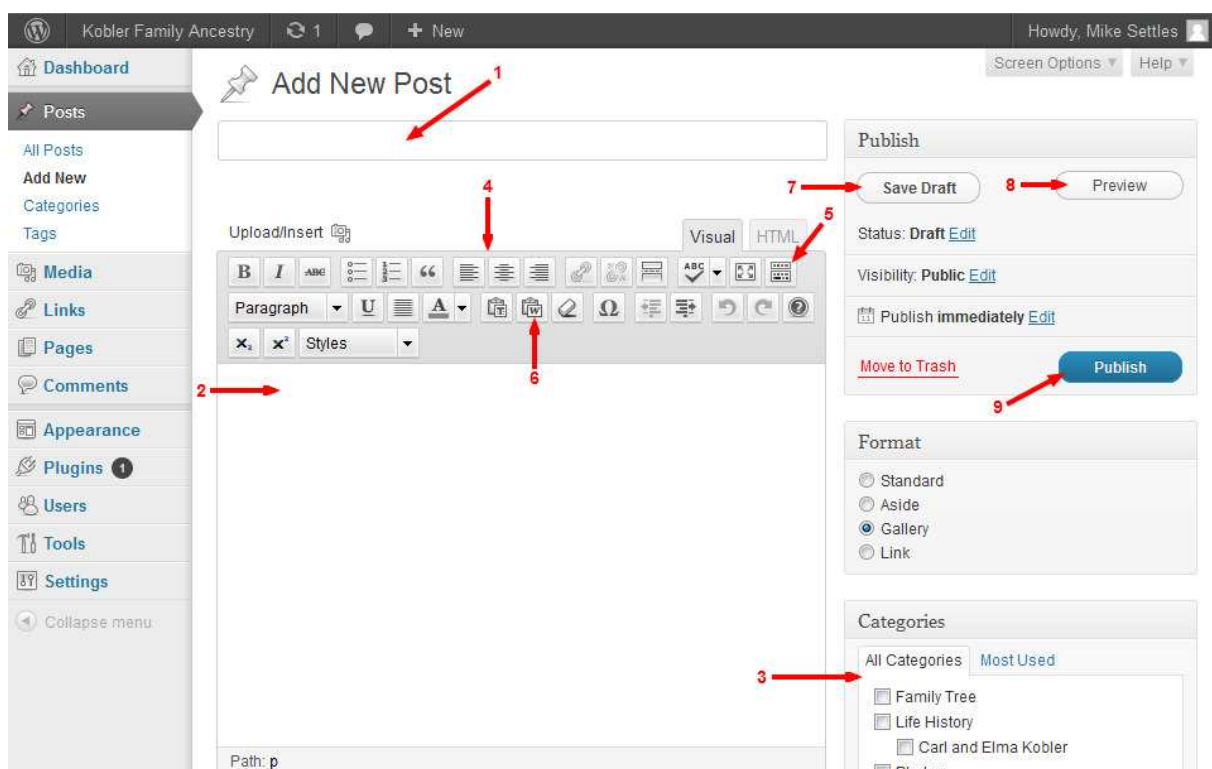 Kobler Family Ancestry 1 + New Howdy, Mike Settles
Screen Options Help
Dashboard
Posts
All Posts
Add New
Categories
Tags
Media
Links
Pages
Comments
Appearance
Plugins 1
Users
Tools
Settings
Collapse menu
Add New Post
1
4
Upload/Insert
Visual HTML
5
B I ABC “ ABC
Paragraph U A T W Ω ?
X₂ X² Styles
6
2
Path: p
Publish
7 Save Draft 8 Preview
Status: Draft Edit
Visibility: Public Edit
Publish immediately Edit
Move to Trash Publish
9
Format
Standard
Aside
Gallery
Link
Categories
All Categories Most Used
3
Family Tree
Life History
Carl and Elma Kobler